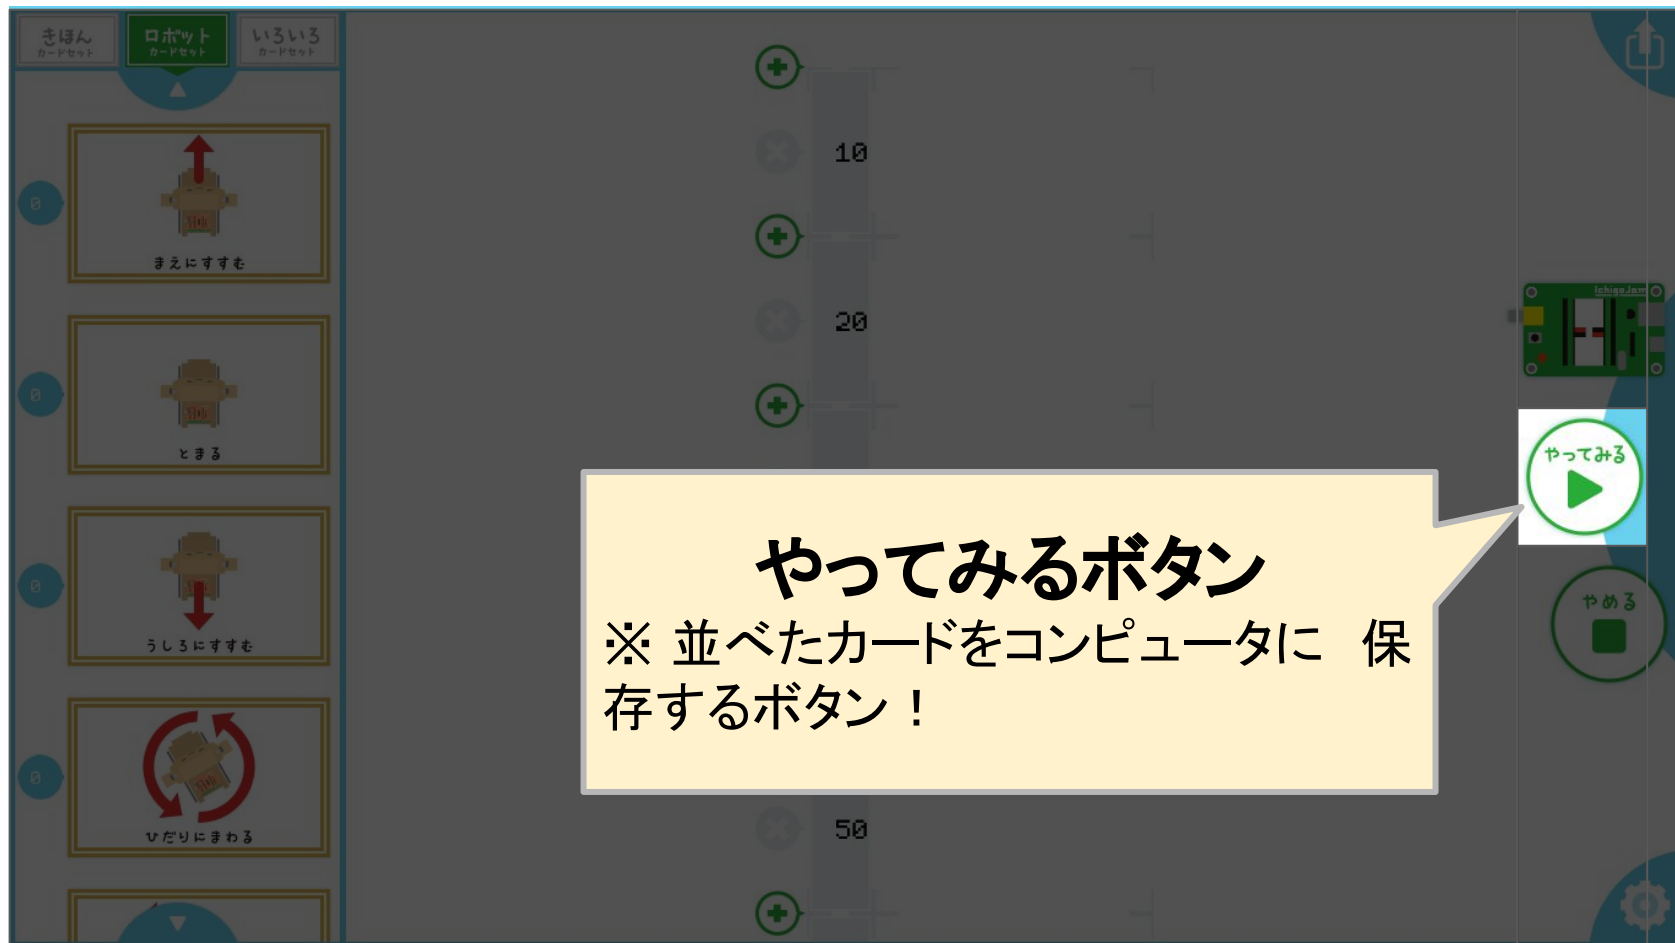 きほん
カードセット
ロボット
カードセット
いろいろ
カードセット
0
まえにすすむ
0
とまる
0
うしろにすすむ
0
ひだりにまわる
10
20
50
IchigoJam
やってみる
やめる
やってみるボタン
※ 並べたカードをコンピュータに　保
存するボタン！